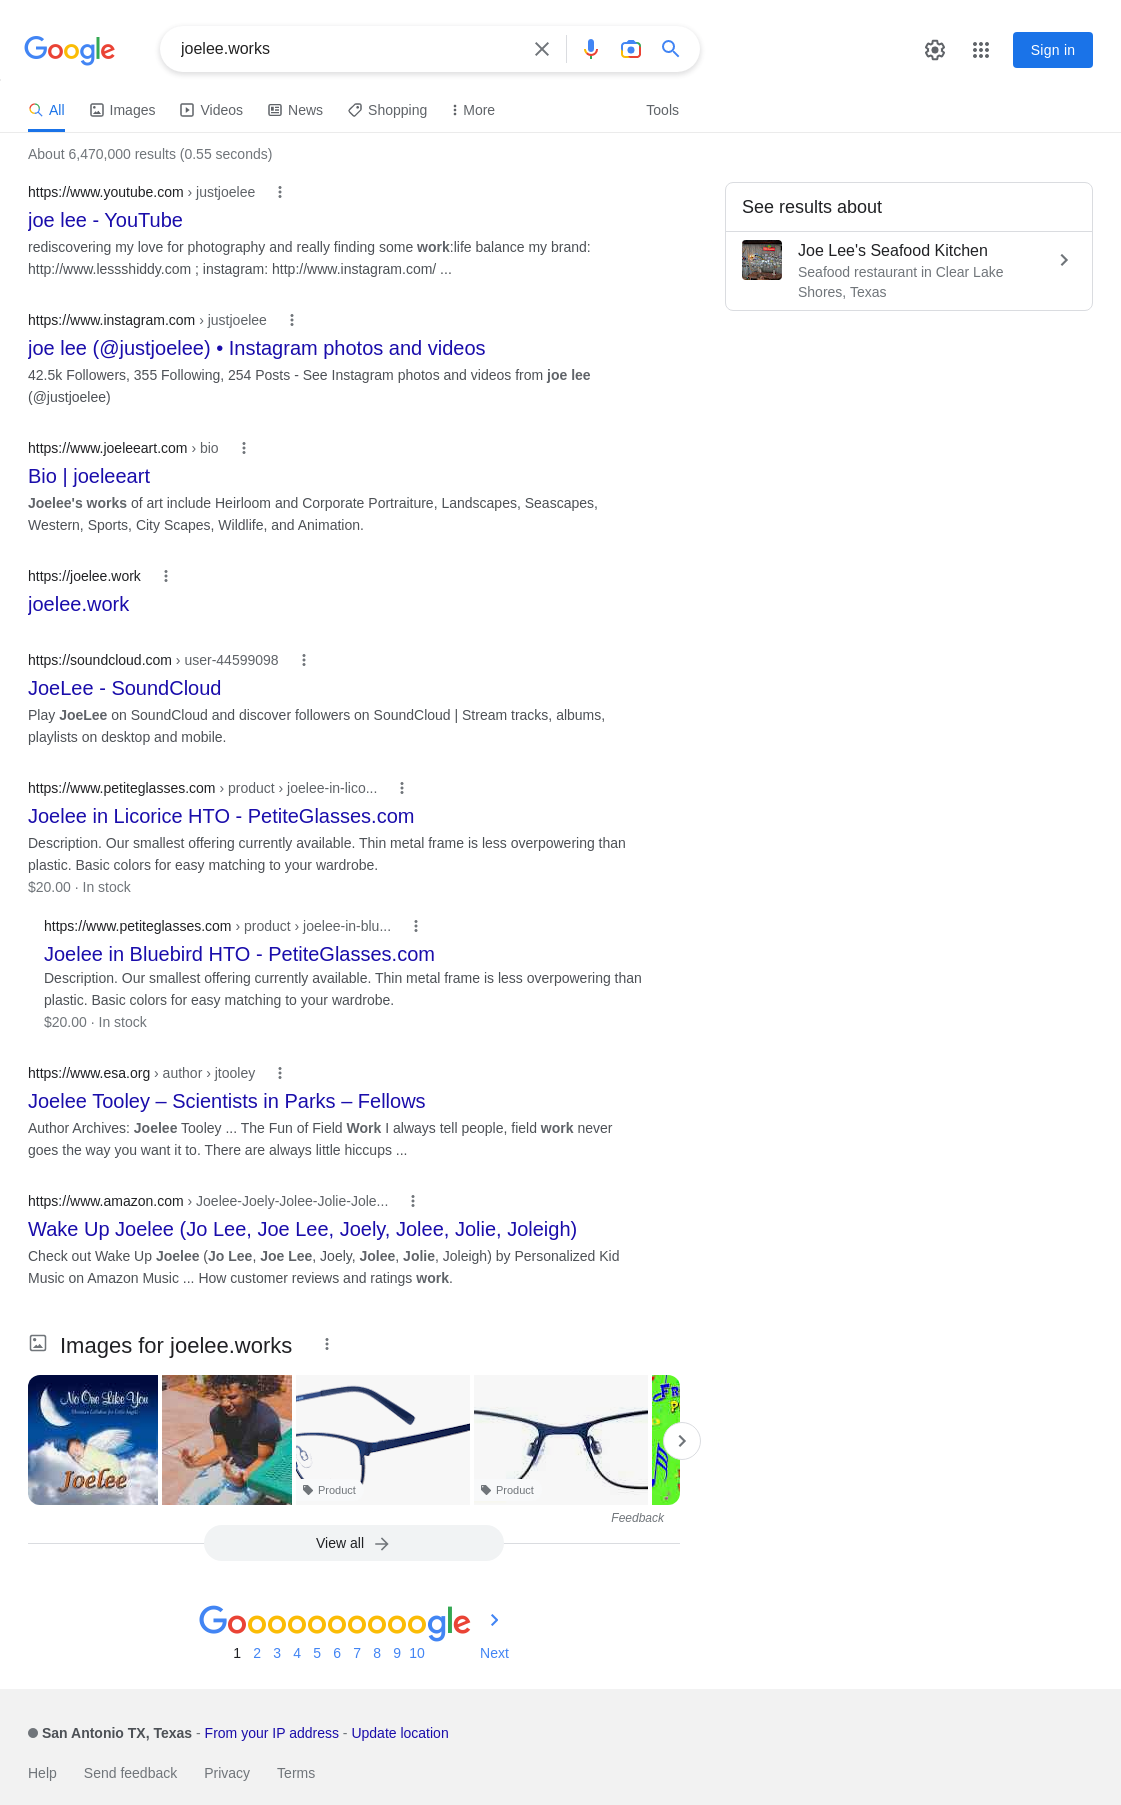 Google
joelee.works
Sign in
All
Images
Videos
News
Shopping
More
Tools
About 6,470,000 results (0.55 seconds)
https://www.youtube.com › justjoelee
joe lee - YouTube
rediscovering my love for photography and really finding some work:life balance my brand:
http://www.lessshiddy.com ; instagram: http://www.instagram.com/ ...
https://www.instagram.com › justjoelee
joe lee (@justjoelee) • Instagram photos and videos
42.5k Followers, 355 Following, 254 Posts - See Instagram photos and videos from joe lee
(@justjoelee)
https://www.joeleeart.com › bio
Bio | joeleeart
Joelee's works of art include Heirloom and Corporate Portraiture, Landscapes, Seascapes,
Western, Sports, City Scapes, Wildlife, and Animation.
https://joelee.work
joelee.work
https://soundcloud.com › user-44599098
JoeLee - SoundCloud
Play JoeLee on SoundCloud and discover followers on SoundCloud | Stream tracks, albums,
playlists on desktop and mobile.
https://www.petiteglasses.com › product › joelee-in-lico...
Joelee in Licorice HTO - PetiteGlasses.com
Description. Our smallest offering currently available. Thin metal frame is less overpowering than
plastic. Basic colors for easy matching to your wardrobe.
$20.00 · In stock
https://www.petiteglasses.com › product › joelee-in-blu...
Joelee in Bluebird HTO - PetiteGlasses.com
Description. Our smallest offering currently available. Thin metal frame is less overpowering than
plastic. Basic colors for easy matching to your wardrobe.
$20.00 · In stock
https://www.esa.org › author › jtooley
Joelee Tooley – Scientists in Parks – Fellows
Author Archives: Joelee Tooley ... The Fun of Field Work I always tell people, field work never
goes the way you want it to. There are always little hiccups ...
https://www.amazon.com › Joelee-Joely-Jolee-Jolie-Jole...
Wake Up Joelee (Jo Lee, Joe Lee, Joely, Jolee, Jolie, Joleigh)
Check out Wake Up Joelee (Jo Lee, Joe Lee, Joely, Jolee, Jolie, Joleigh) by Personalized Kid
Music on Amazon Music ... How customer reviews and ratings work.
See results about
Joe Lee's Seafood Kitchen
Seafood restaurant in Clear Lake
Shores, Texas
Images for joelee.works
No One Like You
Joelee
Product
Product
Feedback
View all
Goooooooooogle
1 2 3 4 5 6 7 8 9 10 Next
San Antonio TX, Texas - From your IP address - Update location
Help
Send feedback
Privacy
Terms